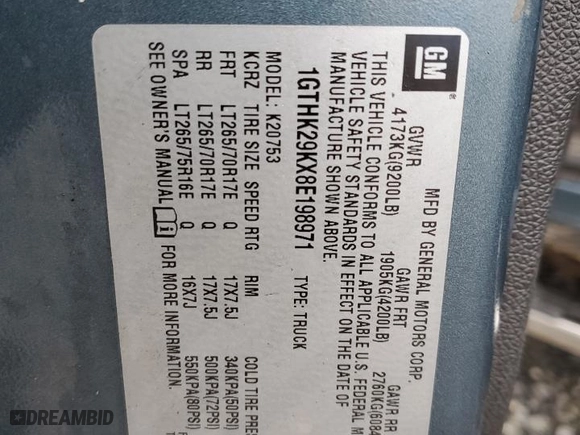 GM
MFD BY GENERAL MOTORS CORP.
GVWR GAWR FRT GAWR RR
4173KG(9200LB) 1905KG(4200LB) 2760KG(6084
THIS VEHICLE CONFORMS TO ALL APPLICABLE U.S. FEDERAL M
VEHICLE SAFETY STANDARDS IN EFFECT ON THE DATE OF
MANUFACTURE SHOWN ABOVE.
1GTHK29KX8E198971 TYPE: TRUCK
MODEL: K20753
KCRZ TIRE SIZE SPEED RTG RIM COLD TIRE PRE
FRT LT265/70R17E Q 17X7.5J 340KPA(50PSI)
RR LT265/70R17E Q 17X7.5J 500KPA(72PSI)
SPA LT265/75R16E Q 16X7J 550KPA(80PSI)
SEE OWNER'S MANUAL i FOR MORE INFORMATION.
DREAMBID